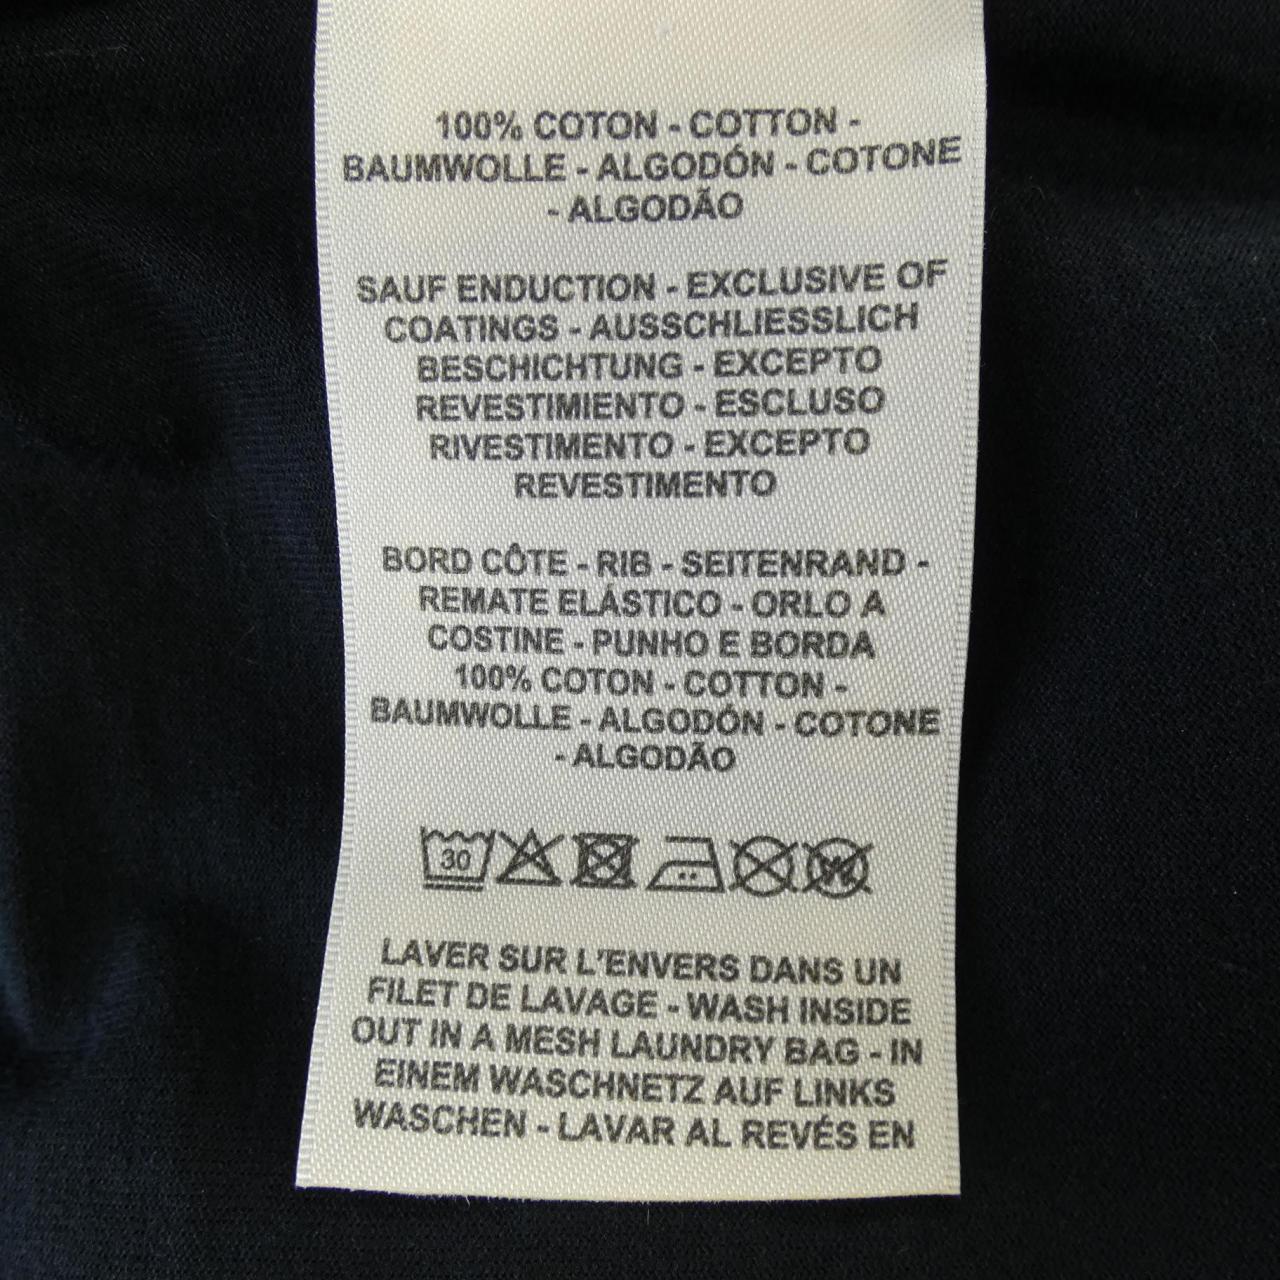 100% COTON - COTTON -
BAUMWOLLE - ALGODÓN - COTONE
- ALGODÃO
SAUF ENDUCTION - EXCLUSIVE OF
COATINGS - AUSSCHLIESSLICH
BESCHICHTUNG - EXCEPTO
REVESTIMIENTO - ESCLUSO
RIVESTIMENTO - EXCEPTO
REVESTIMENTO
BORD CÔTE - RIB - SEITENRAND -
REMATE ELÁSTICO - ORLO A
COSTINE - PUNHO E BORDA
100% COTON - COTTON -
BAUMWOLLE - ALGODÓN - COTONE
- ALGODÃO
30 W
LAVER SUR L'ENVERS DANS UN
FILET DE LAVAGE - WASH INSIDE
OUT IN A MESH LAUNDRY BAG - IN
EINEM WASCHNETZ AUF LINKS
WASCHEN - LAVAR AL REVÉS EN